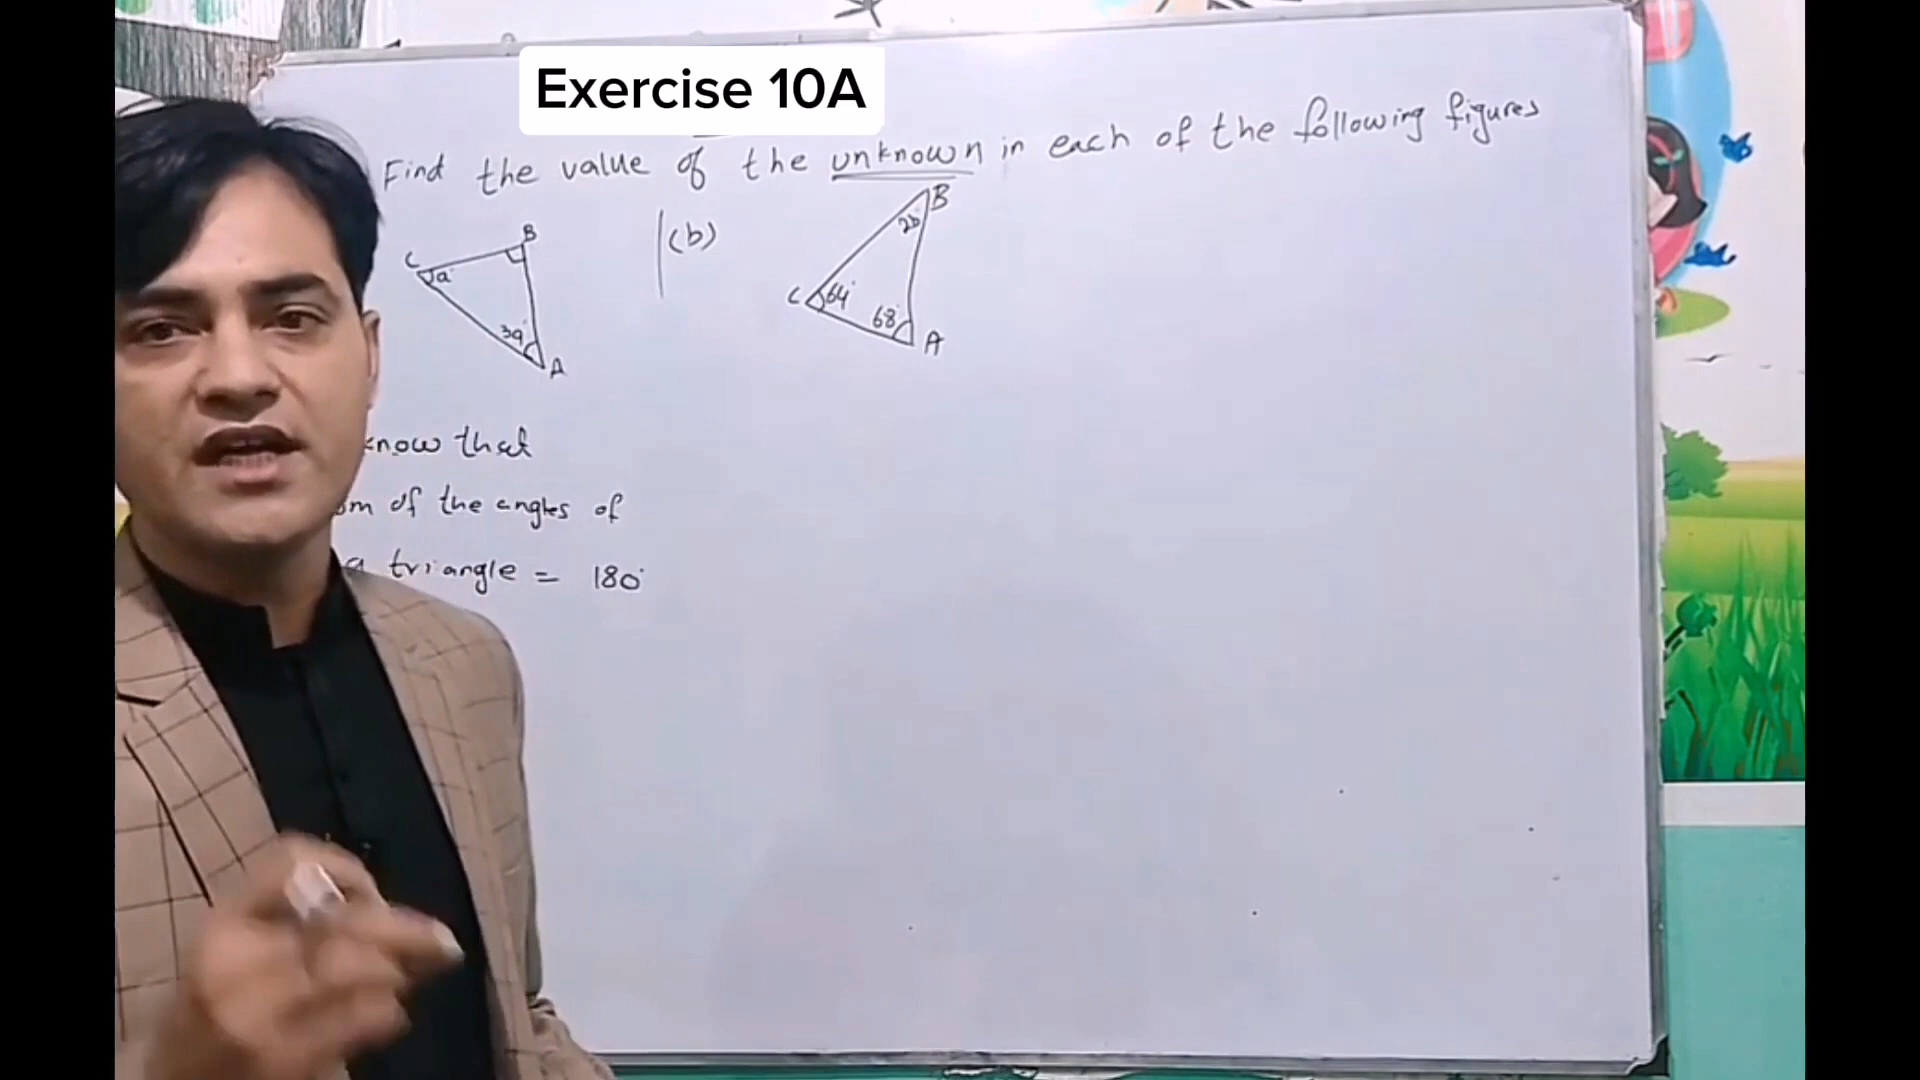 Exercise 10A
Find the value of the unknown in each of the following figures
B
C
a°
39°
A
(b)
B
2b°
C
64°
68°
A
know that
of the angles of
a triangle = 180°